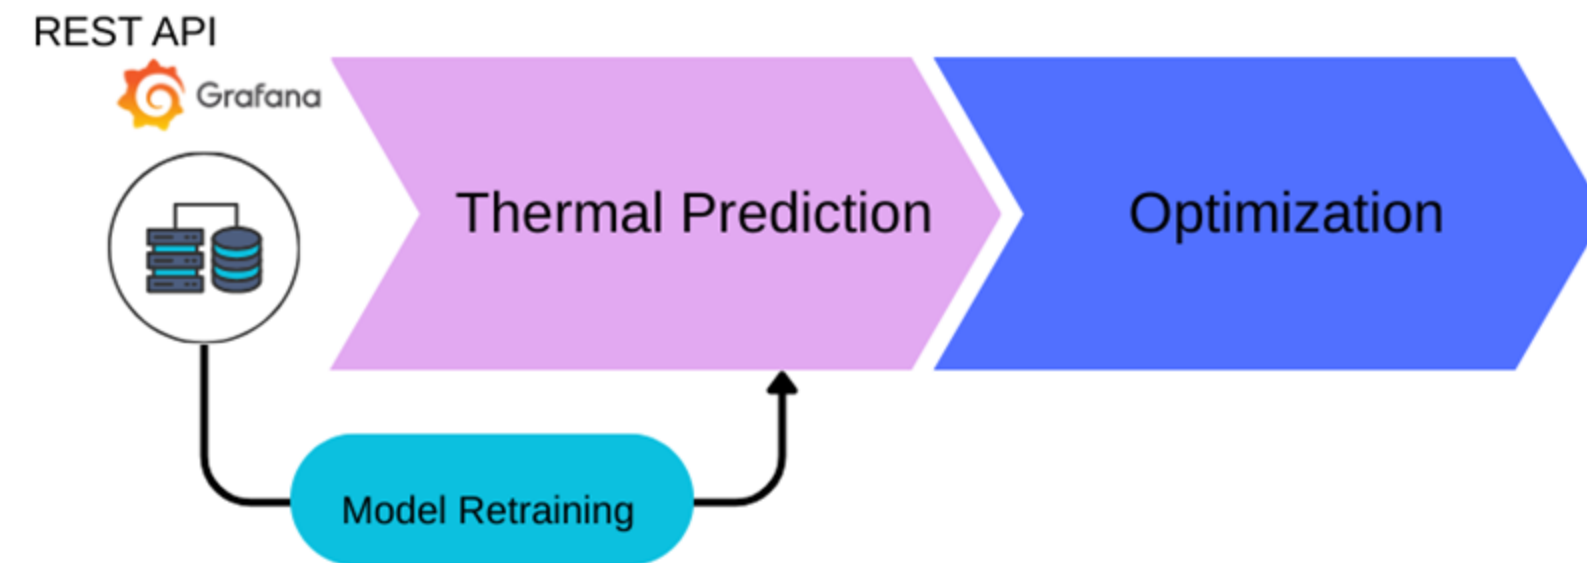 REST API
Grafana
Thermal Prediction
Optimization
Model Retraining